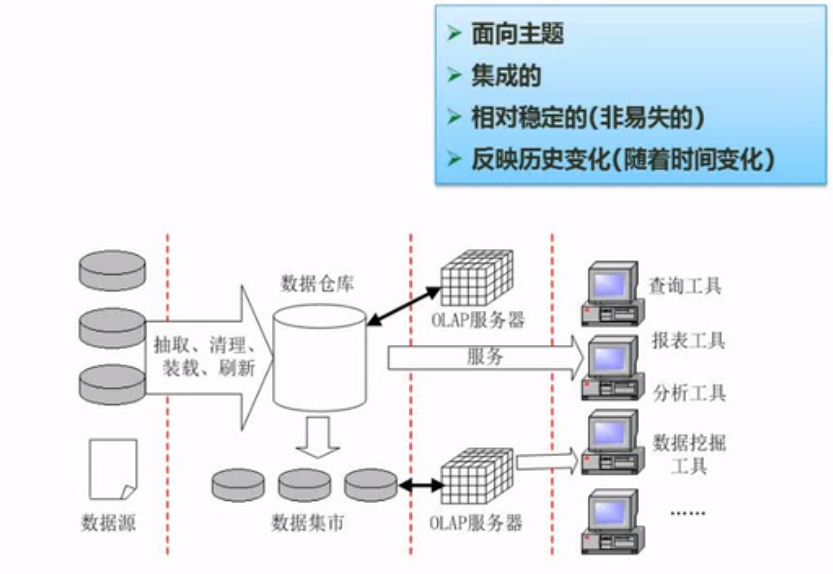 面向主题
集成的
相对稳定的(非易失的)
反映历史变化(随着时间变化)
数据仓库
OLAP服务器
查询工具
抽取、清理、
装载、刷新
服务
报表工具
分析工具
数据挖掘
工具
数据源
数据集市
OLAP服务器
......